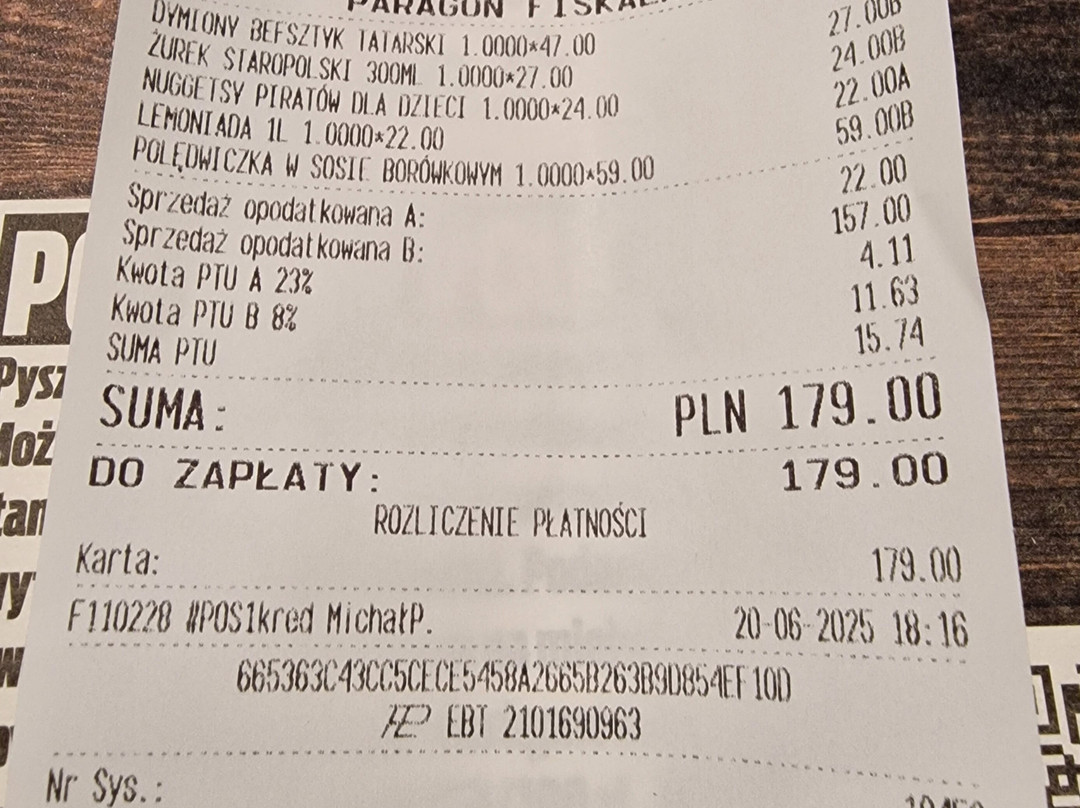 PARAGON FISKAL
DYMIONY BEFSZTYK TATARSKI 1.0000*47.00
ŻUREK STAROPOLSKI 300ML 1.0000*27.00 27.00B
NUGGETSY PIRATÓW DLA DZIECI 1.0000*24.00 24.00B
LEMONIADA 1L 1.0000*22.00 22.00A
POLĘDWICZKA W SOSIE BORÓWKOWYM 1.0000*59.00 59.00B
Sprzedaż opodatkowana A: 22.00
Sprzedaż opodatkowana B: 157.00
Kwota PTU A 23% 4.11
Kwota PTU B 8% 11.63
SUMA PTU 15.74
SUMA: PLN 179.00
DO ZAPŁATY: 179.00
ROZLICZENIE PŁATNOŚCI
Karta: 179.00
F110228 #POS1kred MichałP. 20-06-2025 18:16
665363C43CC5CECE5458A2665B263B9D854EF10D
EBT 2101690963
Nr Sys.: